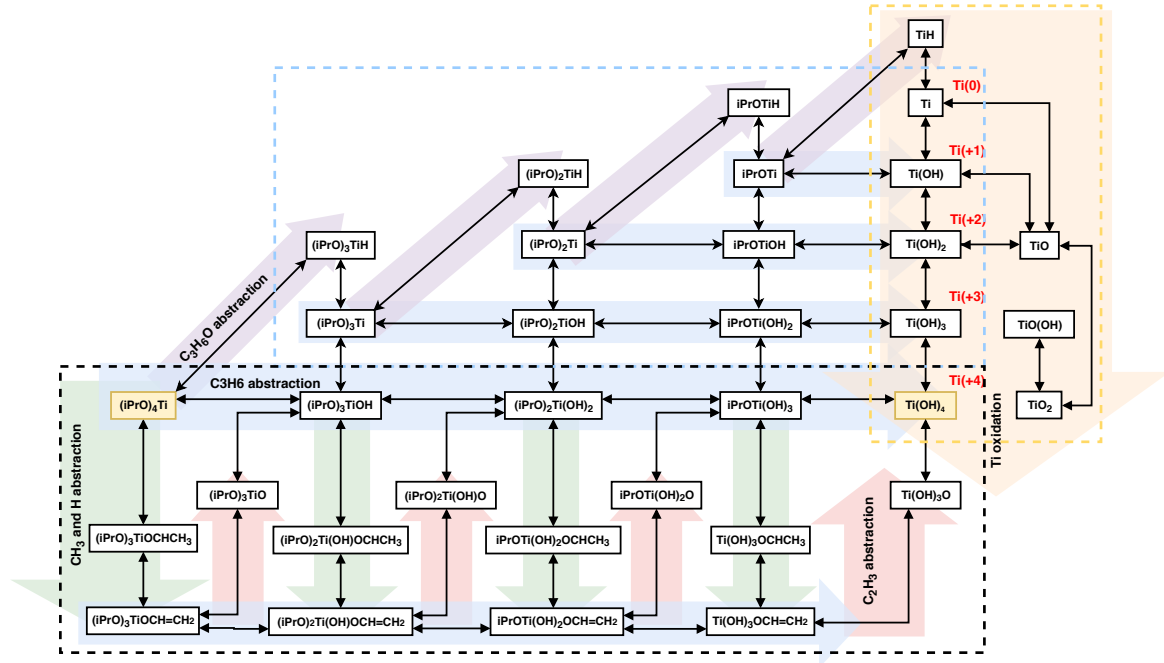 TiH
Ti(0)
iPrOTiH
Ti
Ti(+1)
(iPrO)₂TiH
iPrOTi
Ti(OH)
Ti(+2)
(iPrO)₃TiH
(iPrO)₂Ti
iPrOTiOH
Ti(OH)₂
TiO
C₃H₆O abstraction
Ti(+3)
(iPrO)₃Ti
(iPrO)₂TiOH
iPrOTi(OH)₂
Ti(OH)₃
TiO(OH)
C3H6 abstraction
Ti(+4)
(iPrO)₄Ti
(iPrO)₃TiOH
(iPrO)₂Ti(OH)₂
iPrOTi(OH)₃
Ti(OH)₄
TiO₂
Ti oxidation
CH₃ and H abstraction
(iPrO)₃TiO
(iPrO)₂Ti(OH)O
iPrOTi(OH)₂O
Ti(OH)₃O
(iPrO)₃TiOCHCH₃
(iPrO)₂Ti(OH)OCHCH₃
iPrOTi(OH)₂OCHCH₃
Ti(OH)₃OCHCH₃
C₂H₃ abstraction
(iPrO)₃TiOCH=CH₂
(iPrO)₂Ti(OH)OCH=CH₂
iPrOTi(OH)₂OCH=CH₂
Ti(OH)₃OCH=CH₂